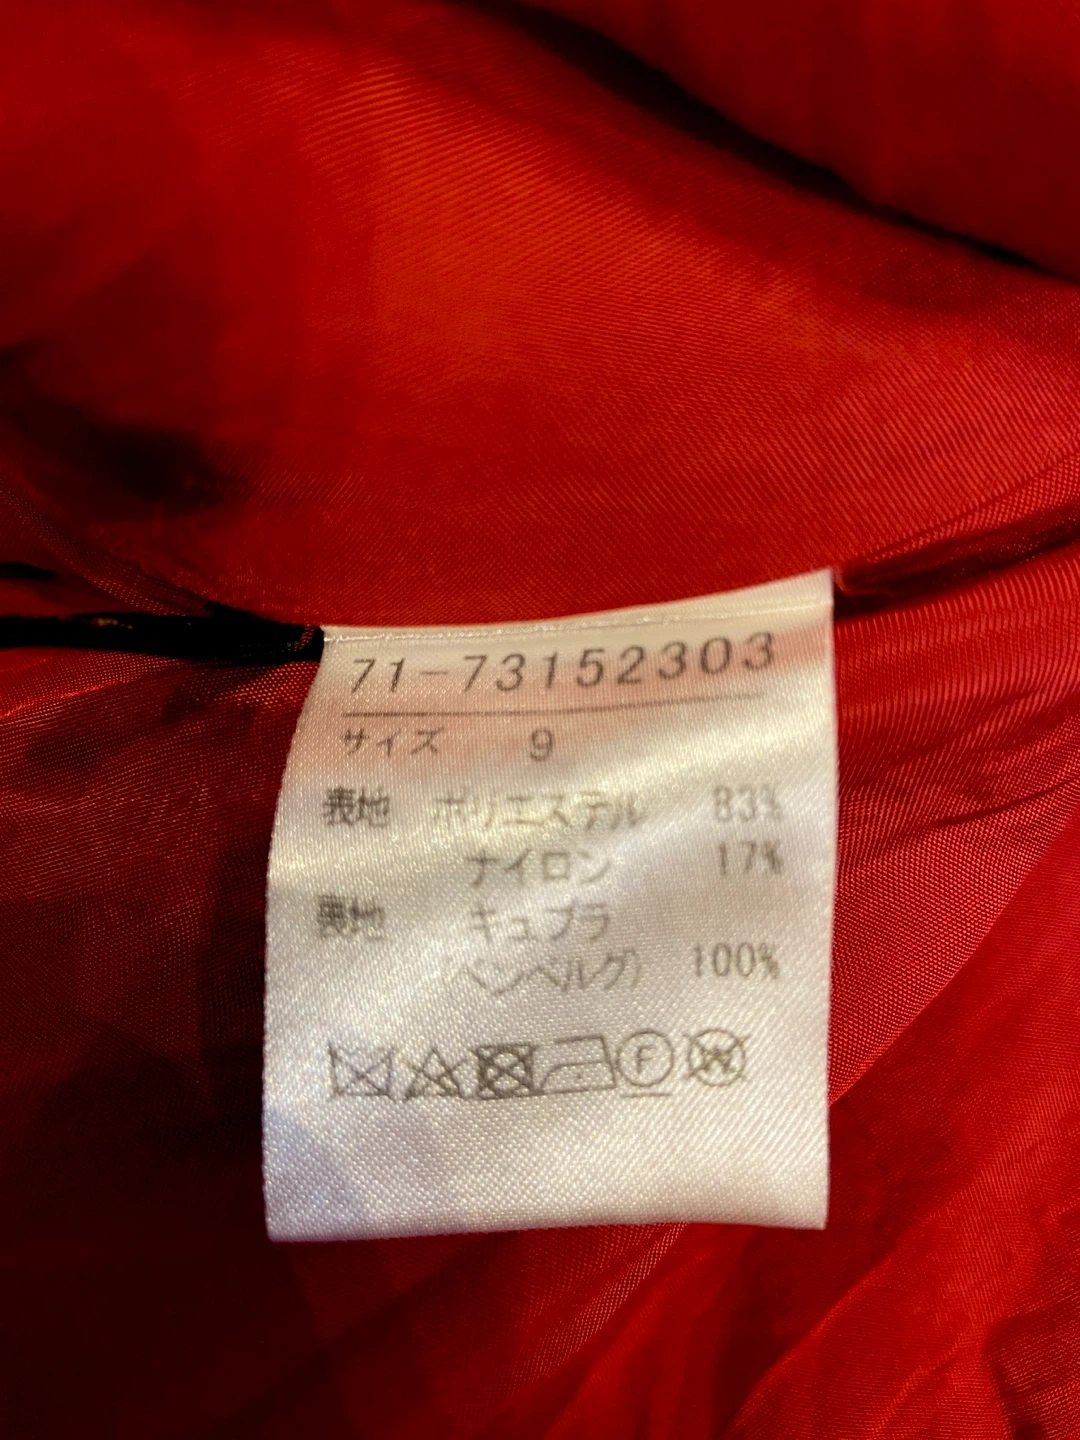 71-73152303
サイズ 9
表地 ポリエステル 83%
ナイロン 17%
裏地 キュプラ
(ベンベルグ) 100%
F W